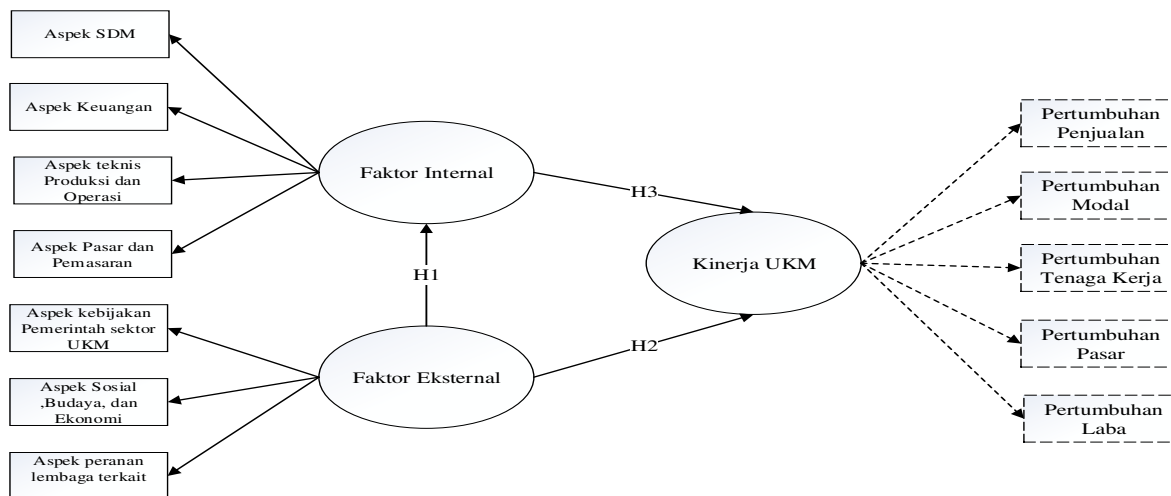 Aspek SDM
Aspek Keuangan
Aspek teknis
Produksi dan
Operasi
Aspek Pasar dan
Pemasaran
Aspek kebijakan
Pemerintah sektor
UKM
Aspek Sosial
,Budaya, dan
Ekonomi
Aspek peranan
lembaga terkait
Faktor Internal
H1
Faktor Eksternal
H3
H2
Kinerja UKM
Pertumbuhan
Penjualan
Pertumbuhan
Modal
Pertumbuhan
Tenaga Kerja
Pertumbuhan
Pasar
Pertumbuhan
Laba